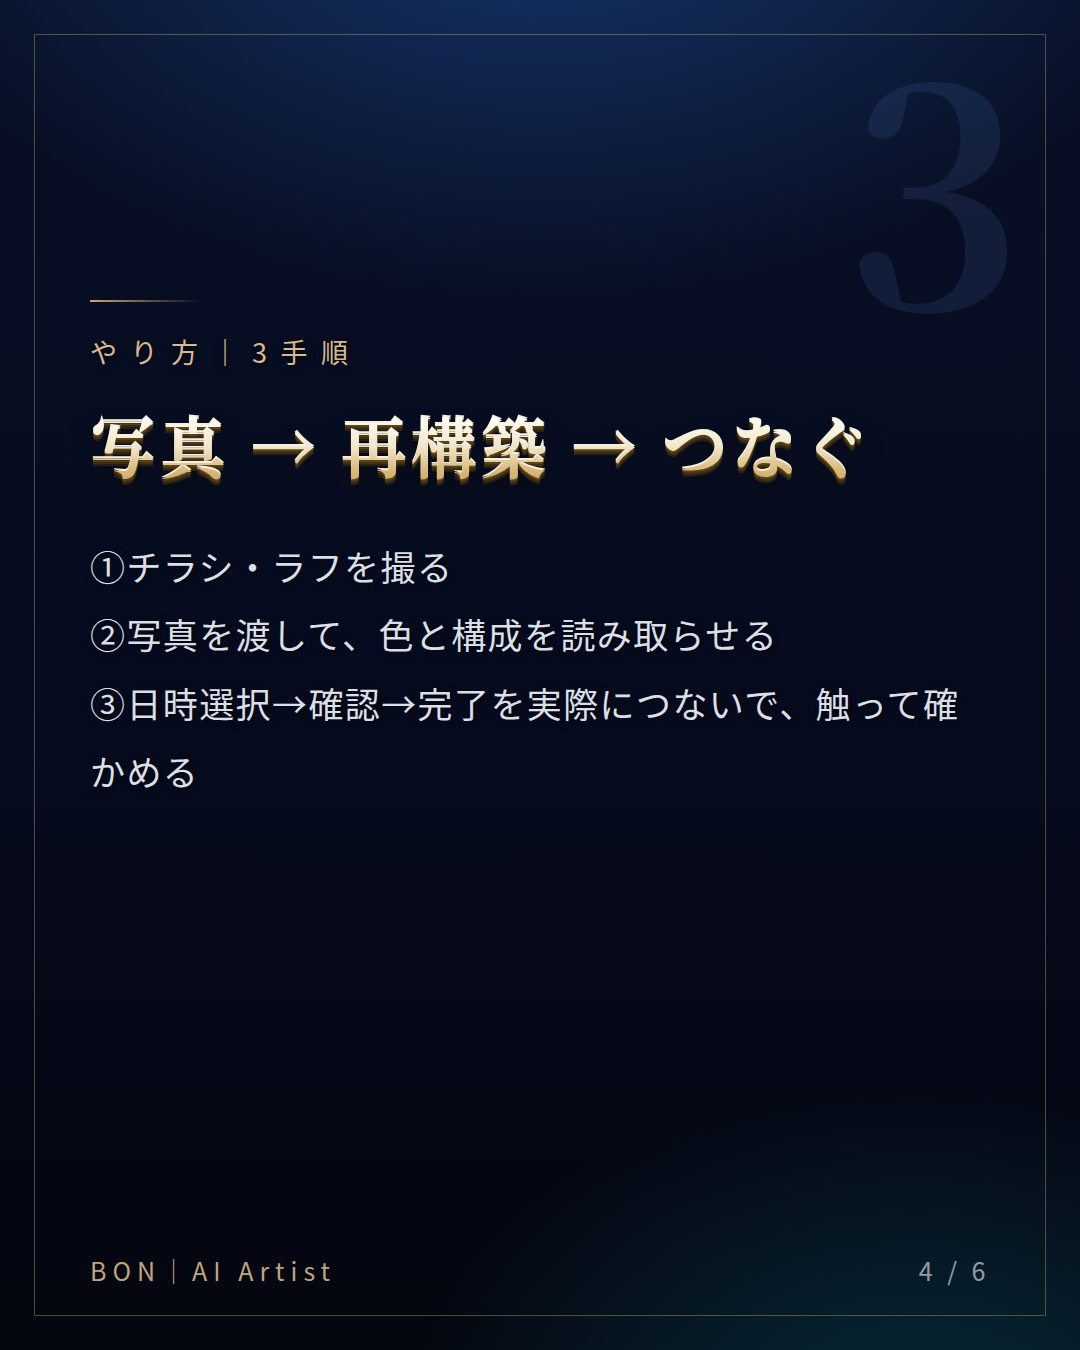 3
やり方｜3手順
写真 → 再構築 → つなぐ
①チラシ・ラフを撮る
②写真を渡して、色と構成を読み取らせる
③日時選択→確認→完了を実際につないで、触って確
かめる
BON｜AI Artist
4 / 6